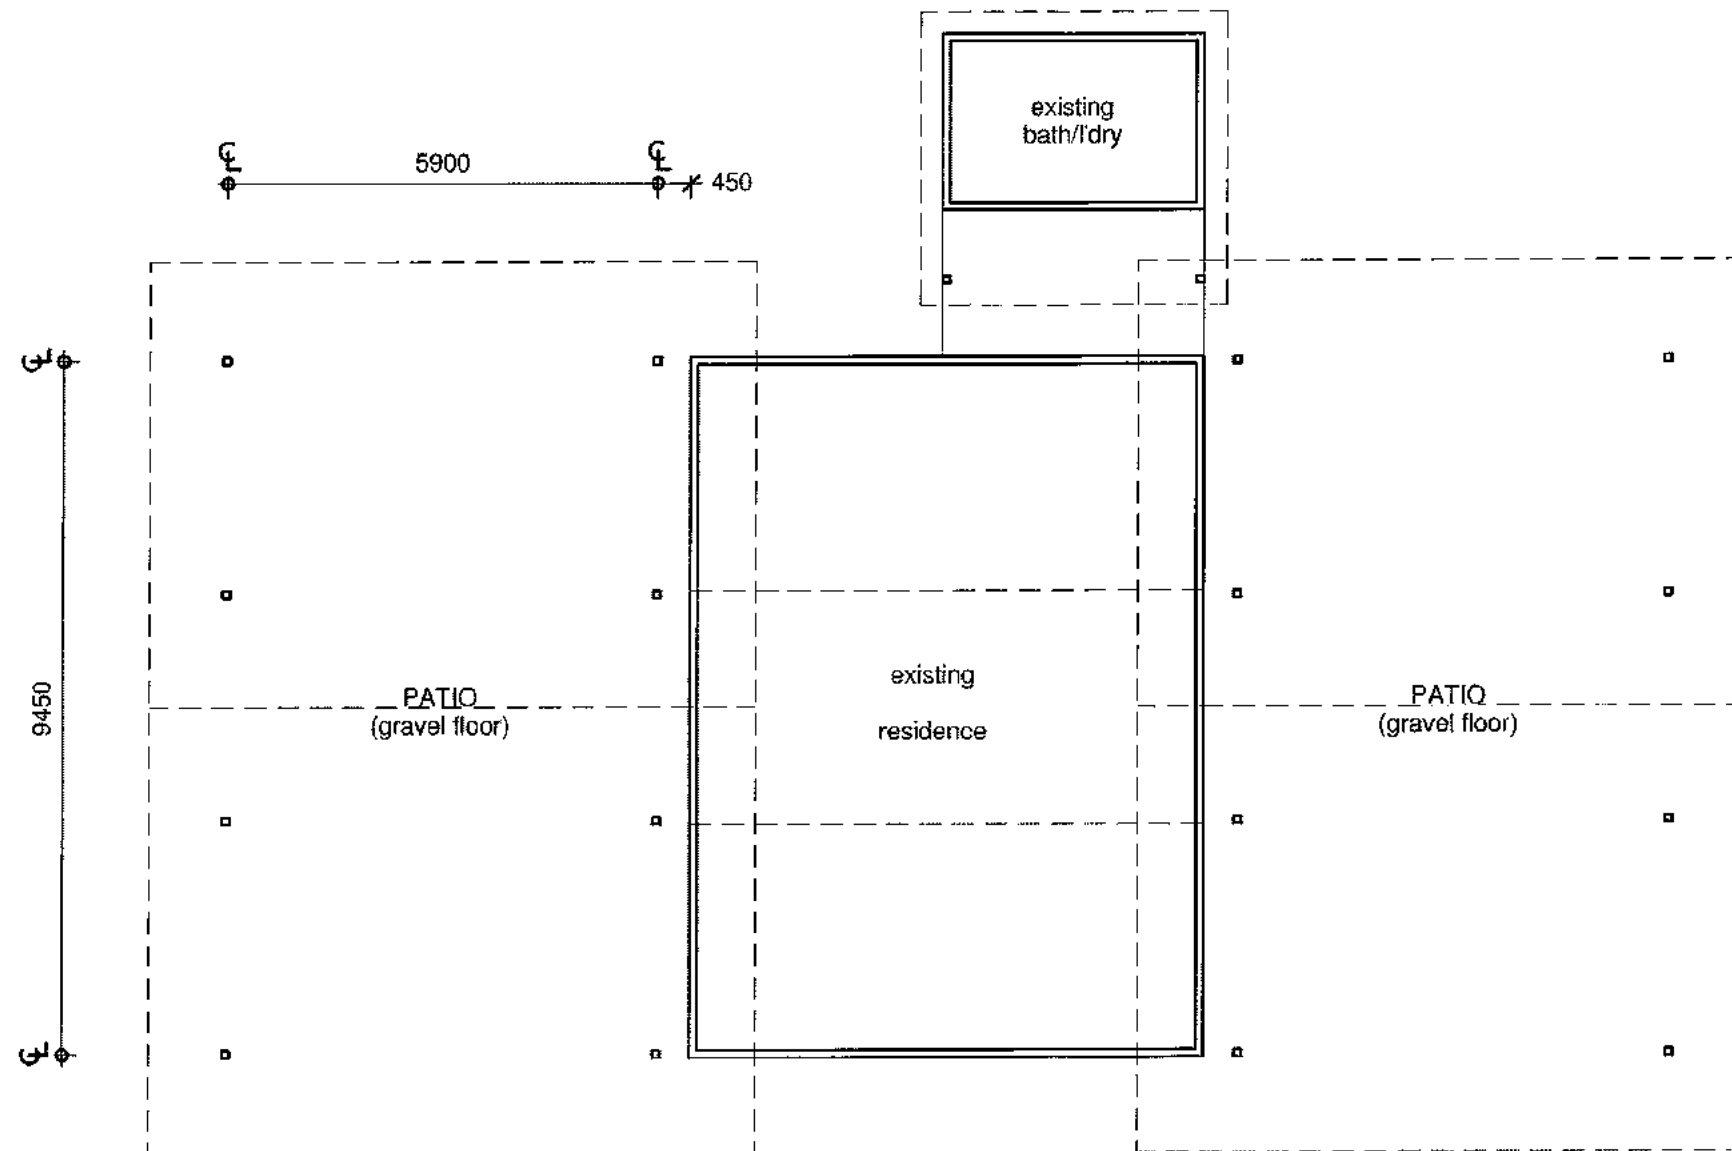 existing
bath/l'dry
℄
5900
℄
450
℄
9450
℄
PATIO
(gravel floor)
existing
residence
PATIO
(gravel floor)